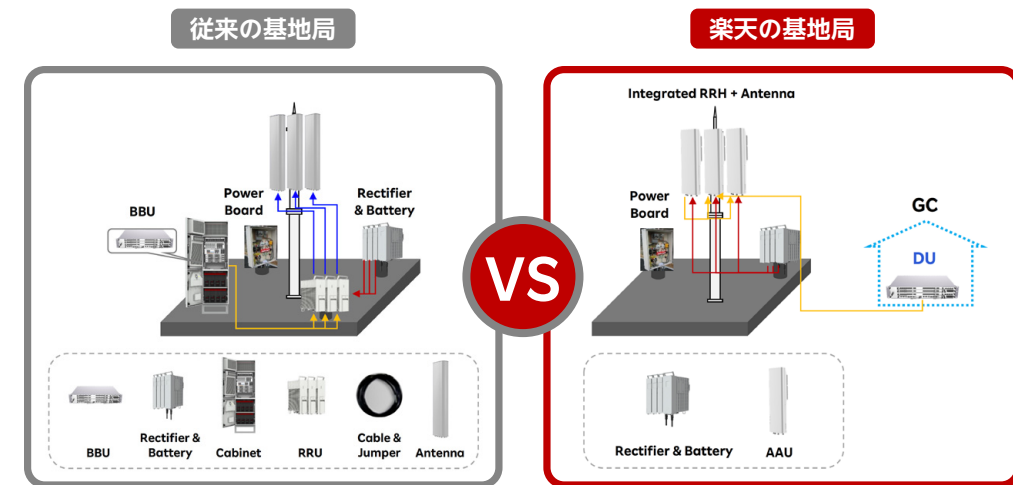 従来の基地局
楽天の基地局
Power
Board
Rectifier
& Battery
BBU
BBU
Rectifier &
Battery
Cabinet
RRU
Cable &
Jumper
Antenna
VS
Integrated RRH + Antenna
Power
Board
GC
DU
Rectifier & Battery
AAU